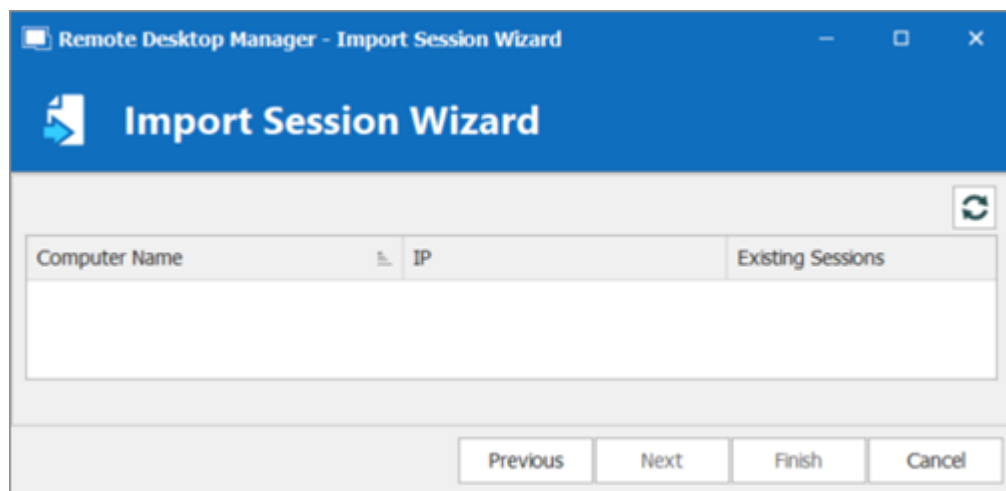 Remote Desktop Manager - Import Session Wizard
Import Session Wizard
Computer Name IP Existing Sessions
Previous Next Finish Cancel